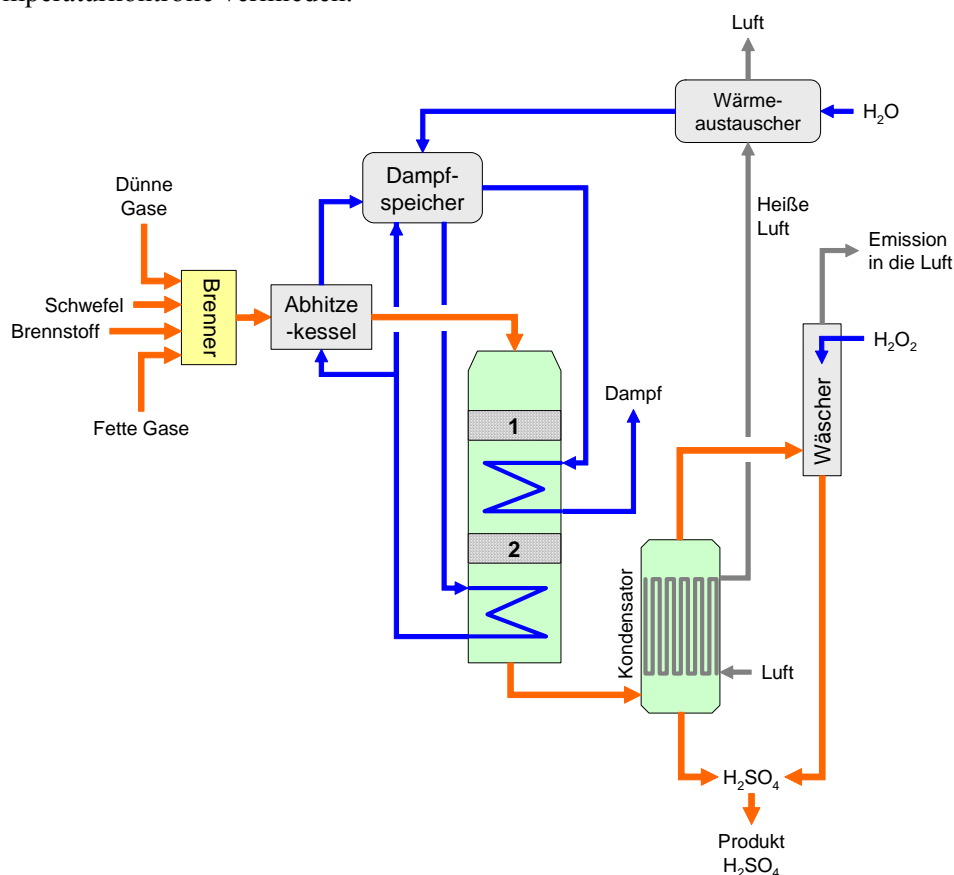 Luft
Wärme-
austauscher
H₂O
Dampf-
speicher
Dünne
Gase
Heiße
Luft
Emission
in die Luft
Schwefel
Brennstoff
Brenner
Abhitze
-kessel
H₂O₂
Fette Gase
Dampf
1
Wäscher
2
Kondensator
Luft
H₂SO₄
Produkt
H₂SO₄